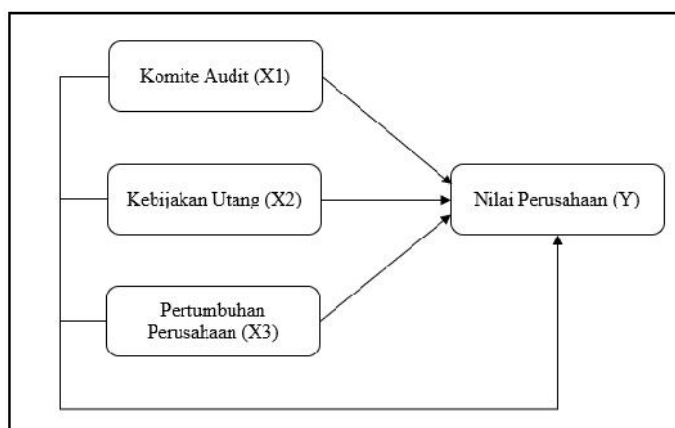 Komite Audit (X1)
Kebijakan Utang (X2)
Nilai Perusahaan (Y)
Pertumbuhan
Perusahaan (X3)